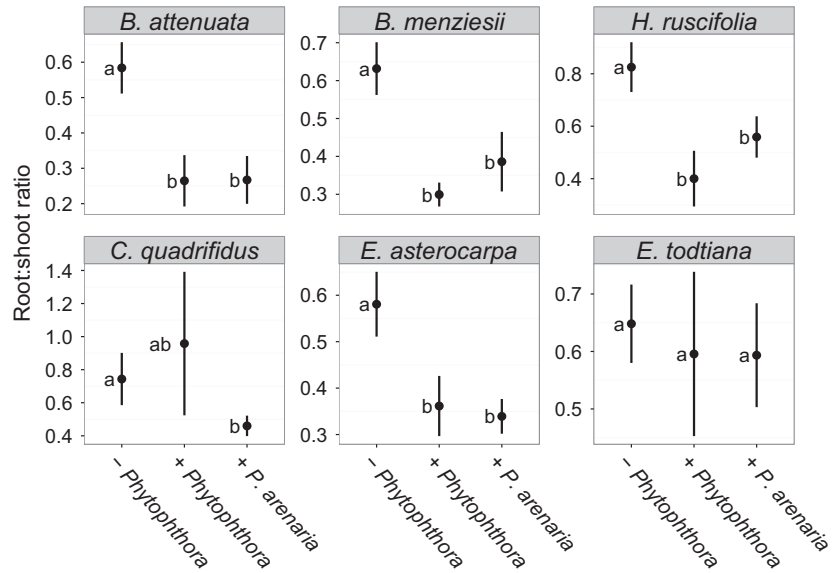 B. attenuata
B. menziesii
H. ruscifolia
0.6
0.5
0.4
0.3
0.2
a
b
b
0.7
0.6
0.5
0.4
0.3
a
b
b
0.8
0.6
0.4
a
b
b
Root:shoot ratio
C. quadrifidus
E. asterocarpa
E. todtiana
1.4
1.2
1.0
0.8
0.6
0.4
a
ab
b
0.6
0.5
0.4
0.3
a
b
b
0.7
0.6
0.5
a
a
a
− Phytophthora
+ Phytophthora
+ P. arenaria
− Phytophthora
+ Phytophthora
+ P. arenaria
− Phytophthora
+ Phytophthora
+ P. arenaria